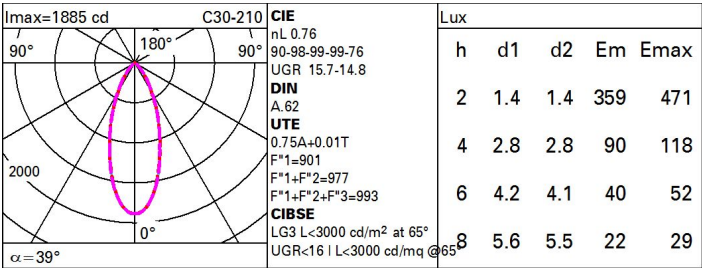 Imax=1885 cd C30-210
90° 180° 90°
2000
0°
α=39°
CIE
nL 0.76
90-98-99-99-76
UGR 15.7-14.8
DIN
A.62
UTE
0.75A+0.01T
F"1=901
F"1+F"2=977
F"1+F"2+F"3=993
CIBSE
LG3 L<3000 cd/m² at 65°
UGR<16 | L<3000 cd/mq @65°
Lux
h d1 d2 Em Emax
2 1.4 1.4 359 471
4 2.8 2.8 90 118
6 4.2 4.1 40 52
8 5.6 5.5 22 29